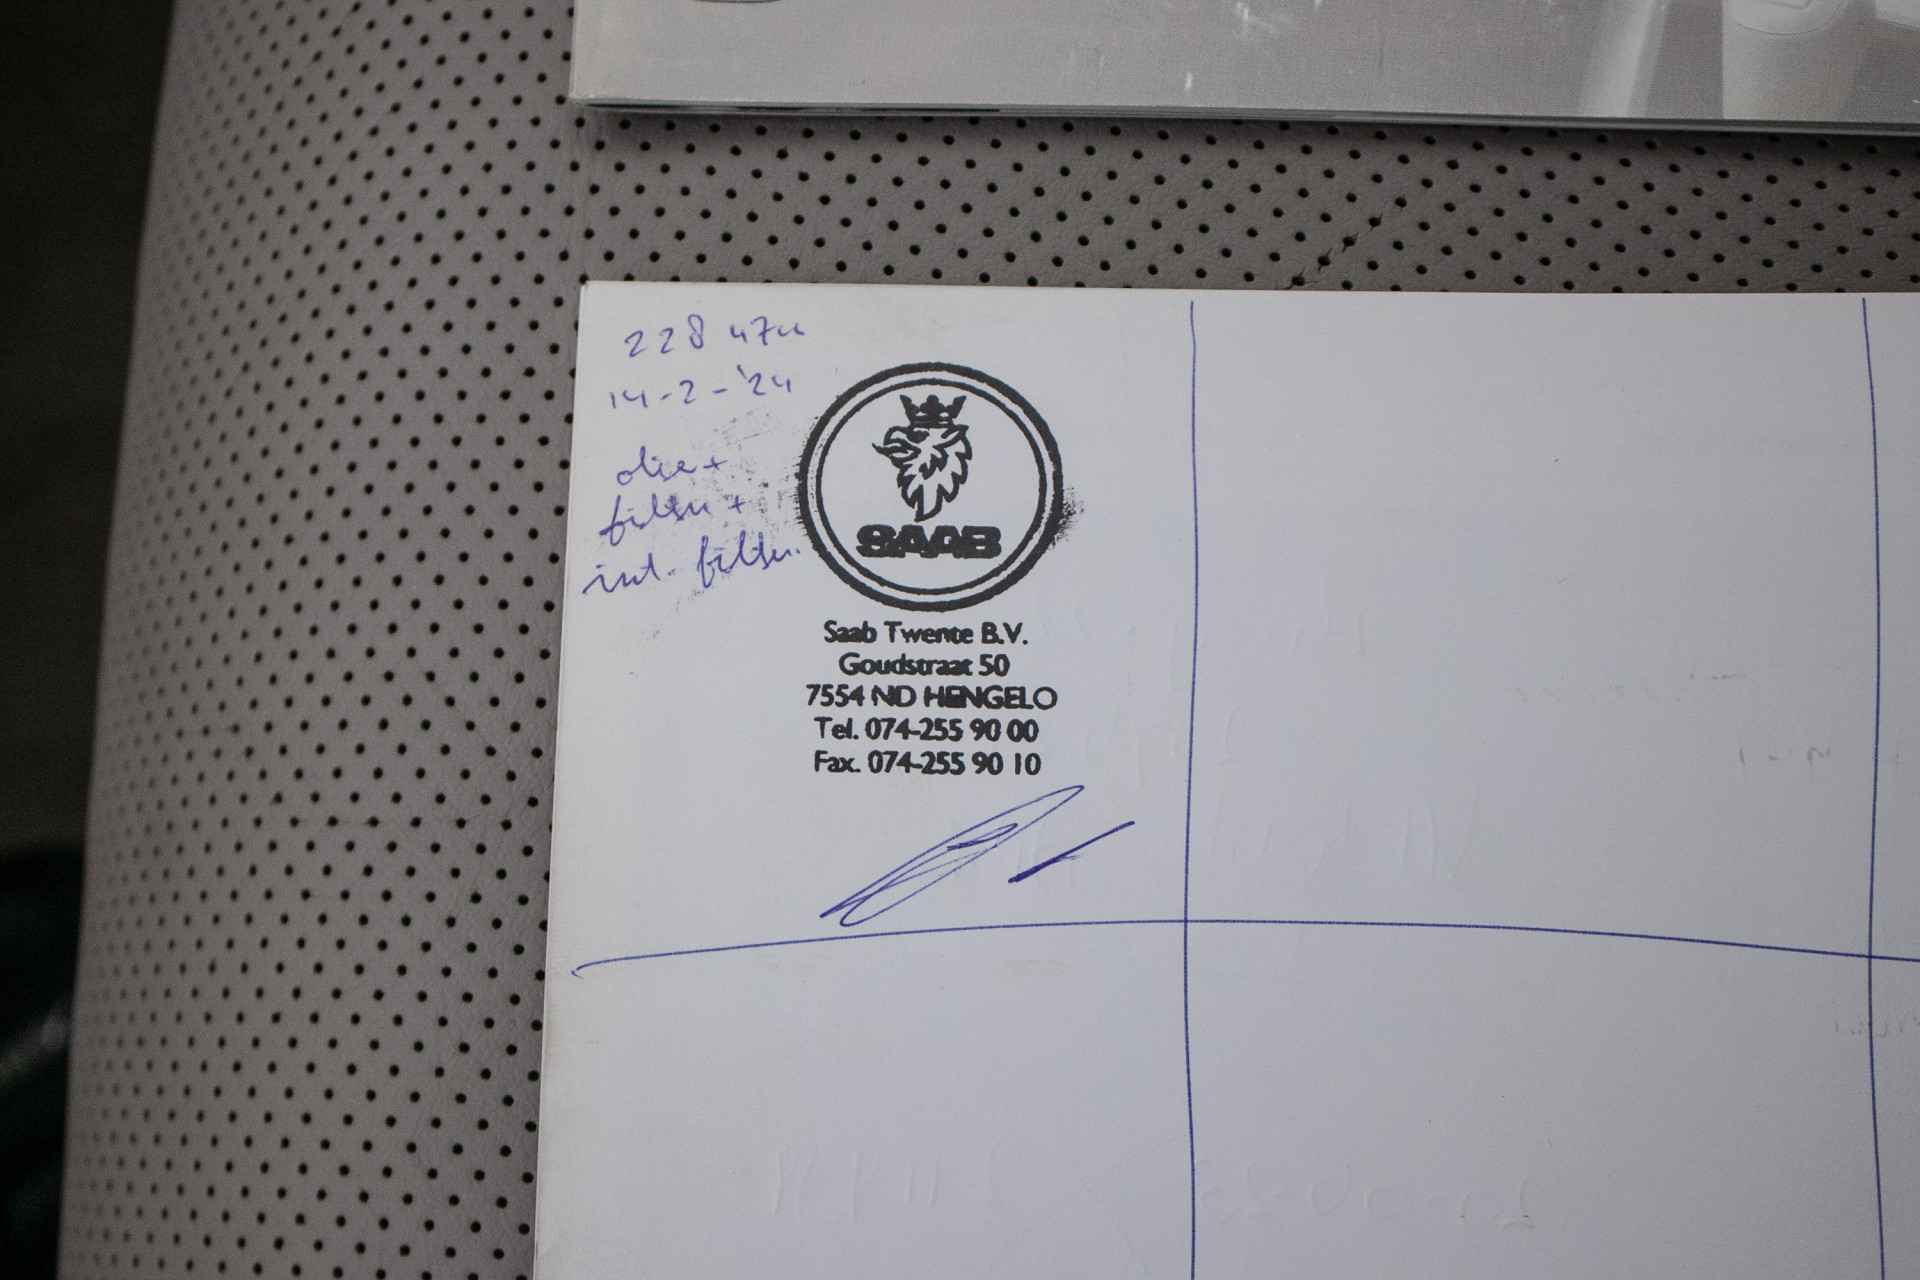 228 474
14-2-'24
olie +
filter +
int. filter.
SAAB
Saab Twente B.V.
Goudstraat 50
7554 ND HENGELO
Tel. 074-255 90 00
Fax. 074-255 90 10